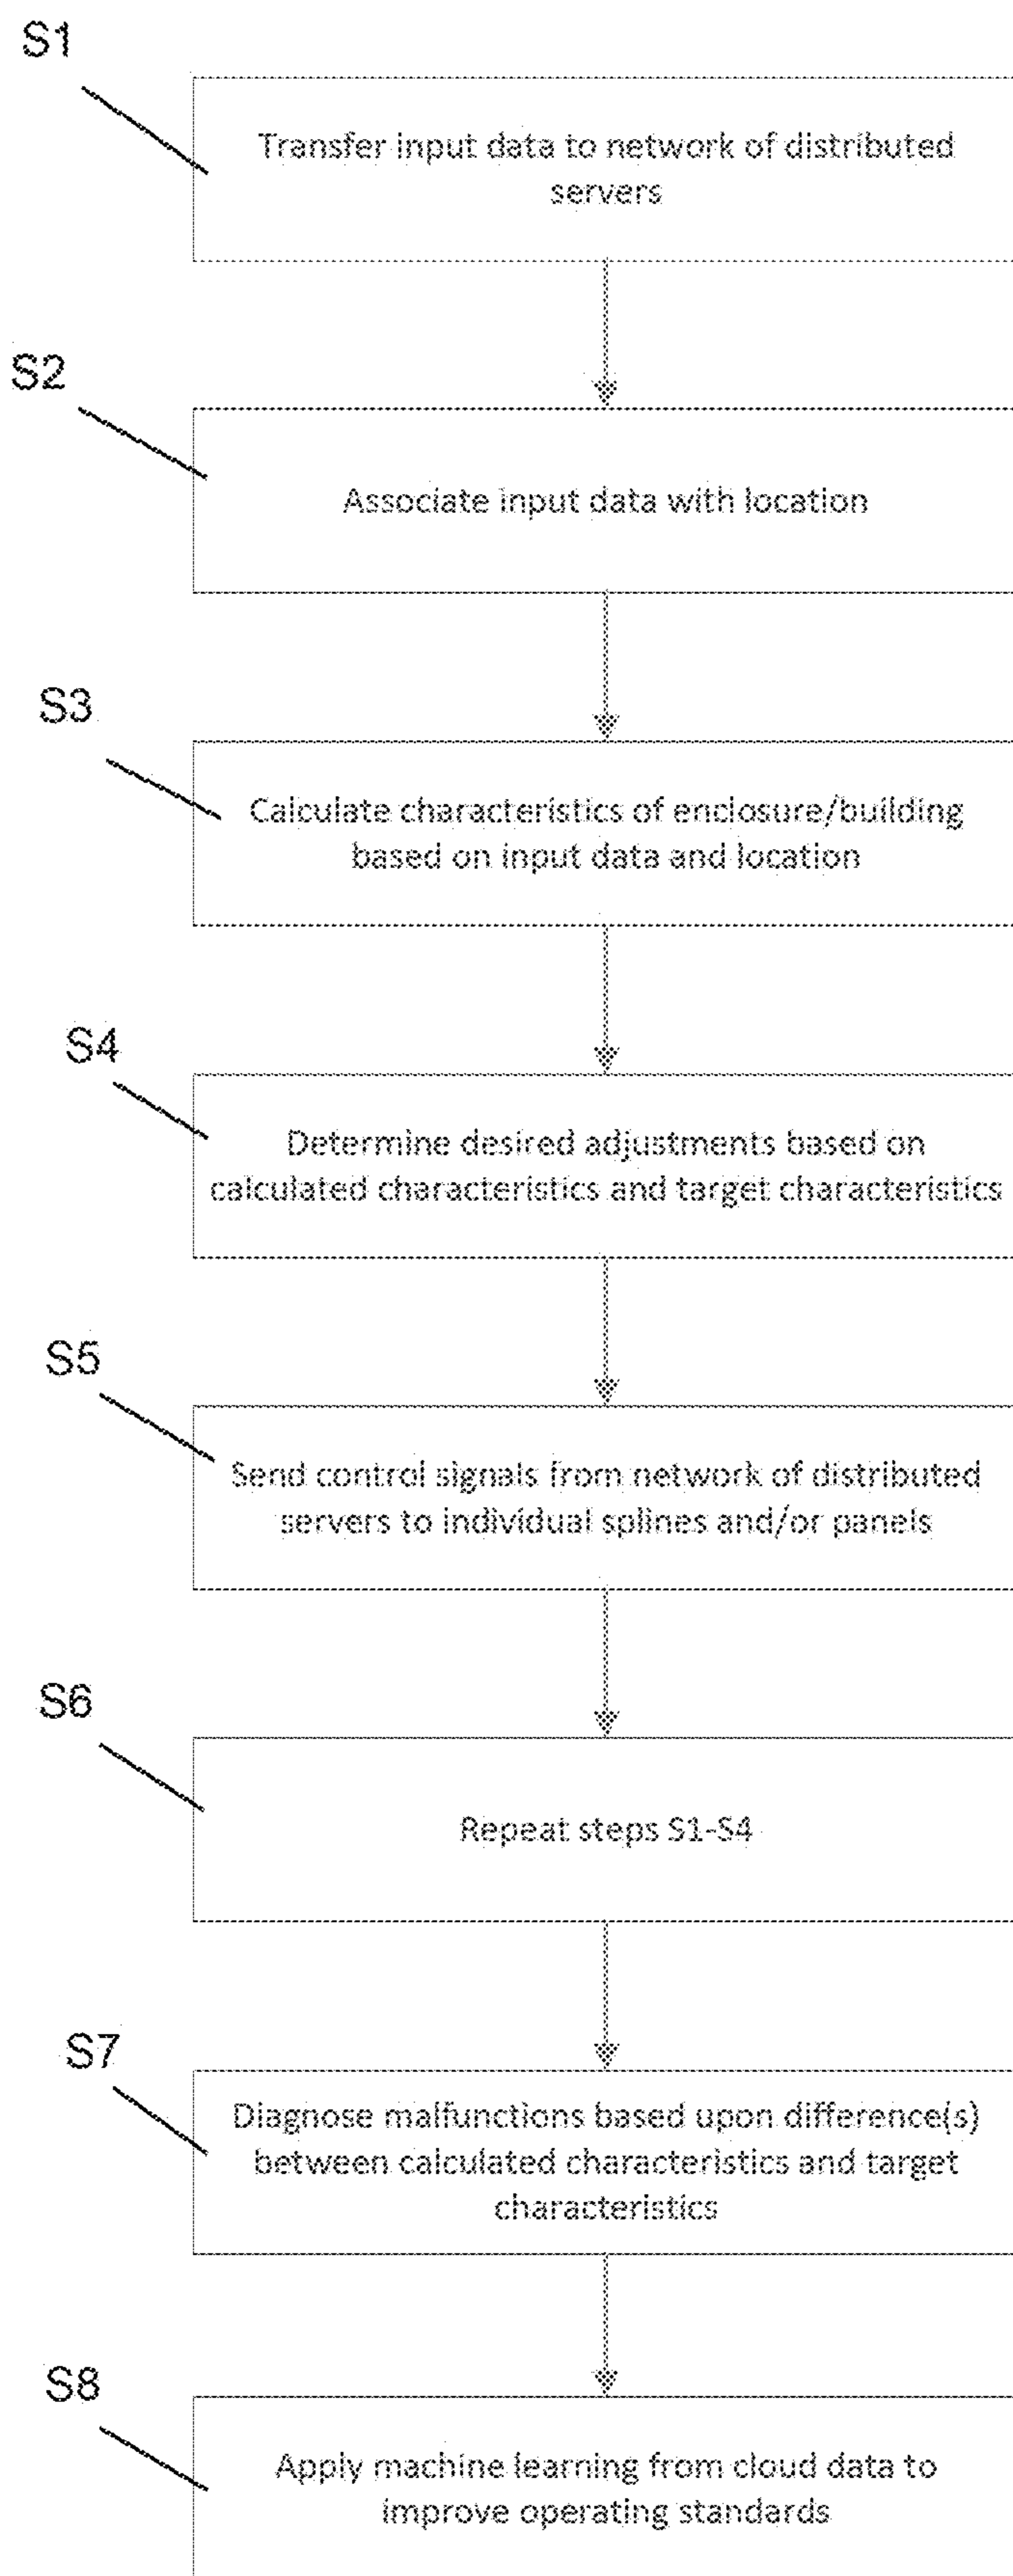 S1
Transfer input data to network of distributed
servers
S2
Associate input data with location
S3
Calculate characteristics of enclosure/building
based on input data and location
S4
Determine desired adjustments based on
calculated characteristics and target characteristics
S5
Send control signals from network of distributed
servers to individual splines and/or panels
S6
Repeat steps S1-S4
S7
Diagnose malfunctions based upon difference(s)
between calculated characteristics and target
characteristics
S8
Apply machine learning from cloud data to
improve operating standards